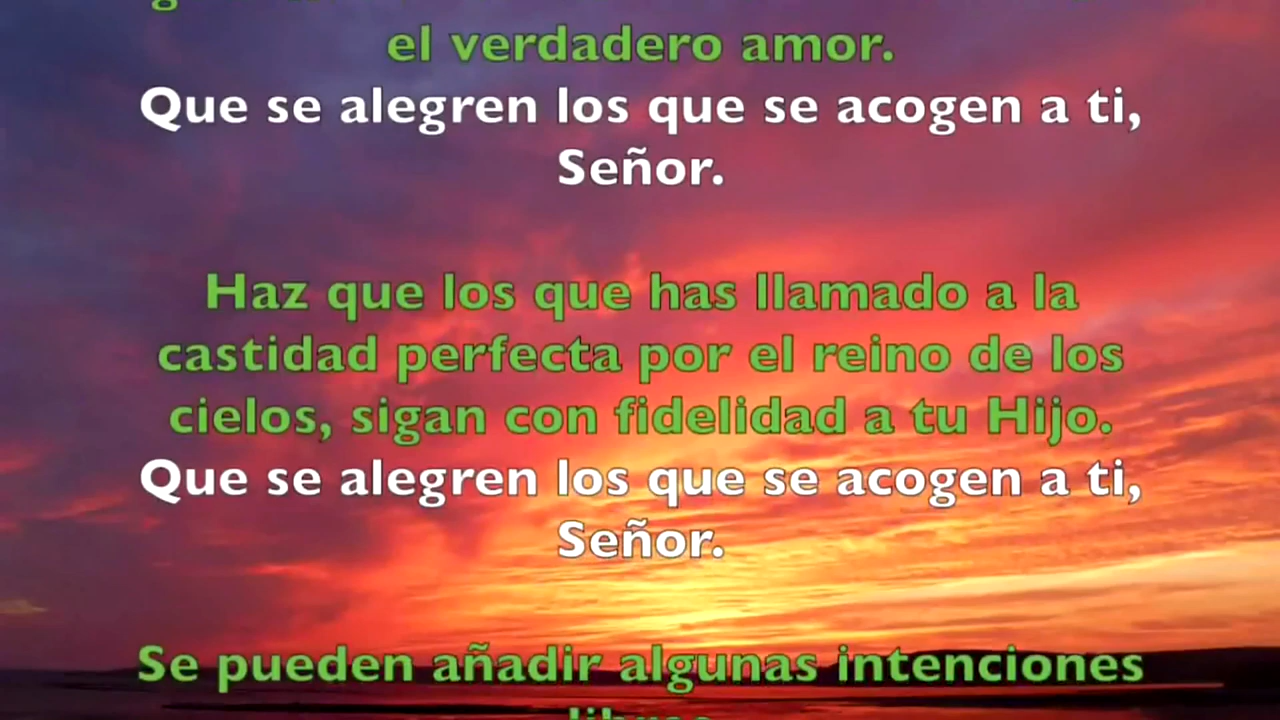 el verdadero amor.
Que se alegren los que se acogen a ti,
Señor.
Haz que los que has llamado a la
castidad perfecta por el reino de los
cielos, sigan con fidelidad a tu Hijo.
Que se alegren los que se acogen a ti,
Señor.
Se pueden añadir algunas intenciones